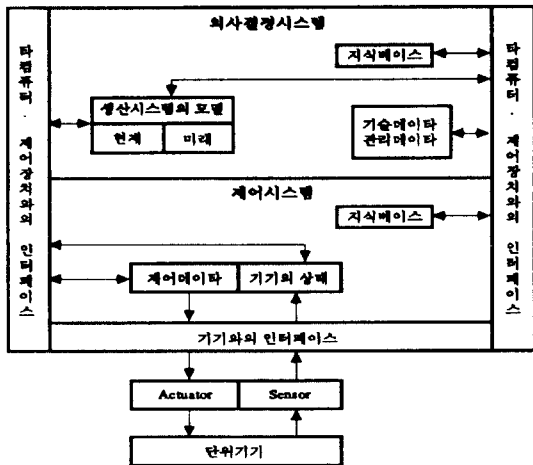 의사결정시스템
타컴퓨터·제어장치와의 인터페이스
지식베이스
생산시스템의 모델
현재
미래
기술데이타
관리데이타
타컴퓨터·제어장치와의 인터페이스
제어시스템
지식베이스
제어데이타
기기의 상태
기기와의 인터페이스
Actuator
Sensor
단위기기